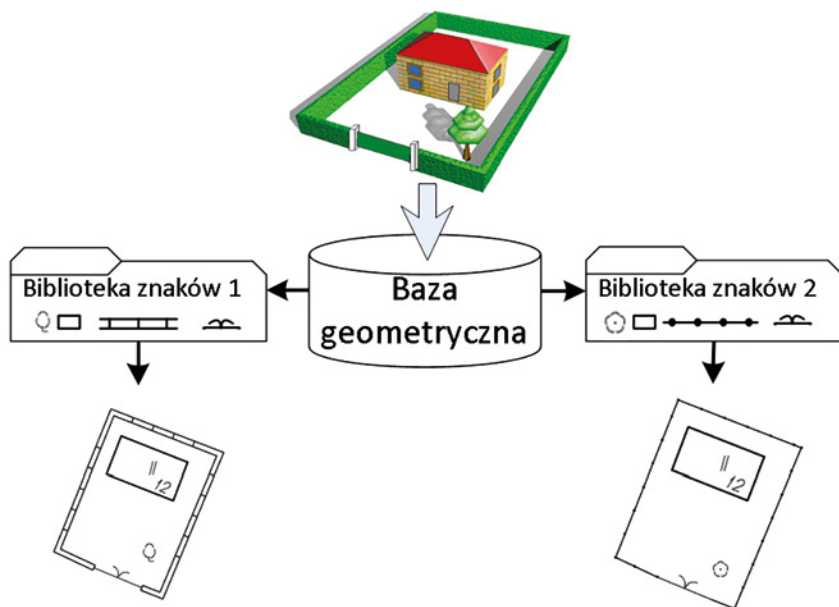 Biblioteka znaków 1
Baza
geometryczna
Biblioteka znaków 2
II
12
II
12